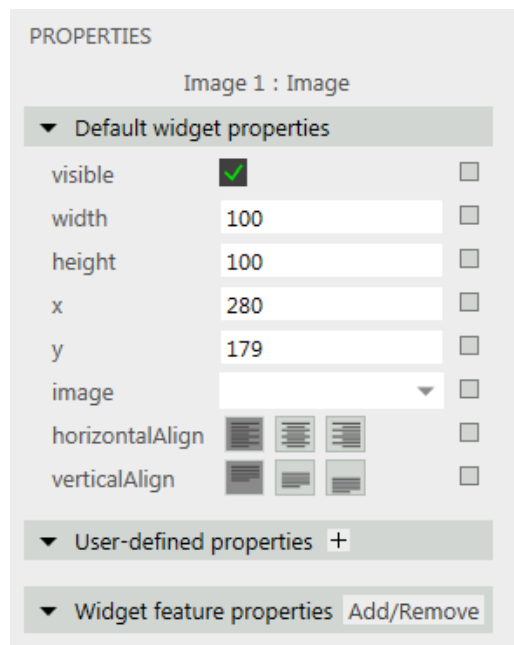 PROPERTIES
Image 1 : Image
Default widget properties
visible
width 100
height 100
x 280
y 179
image
horizontalAlign
verticalAlign
User-defined properties +
Widget feature properties Add/Remove